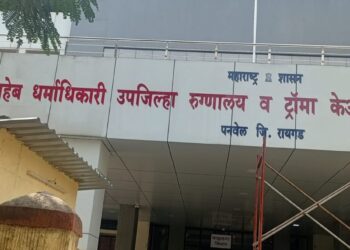 महाराष्ट्र शासन
हेब धर्माधिकारी उपजिल्हा रुग्णालय व ट्रॉमा के
पनवेल जि. रायगड